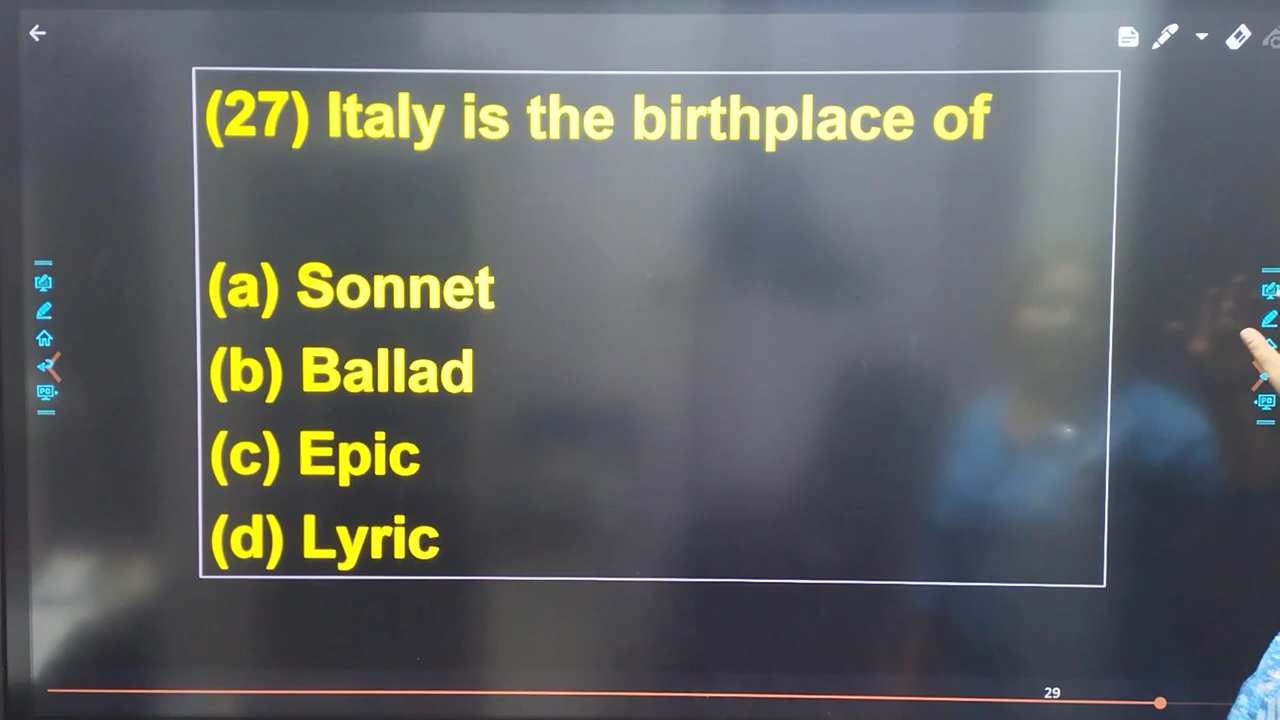 (27) Italy is the birthplace of
(a) Sonnet
(b) Ballad
(c) Epic
(d) Lyric
29